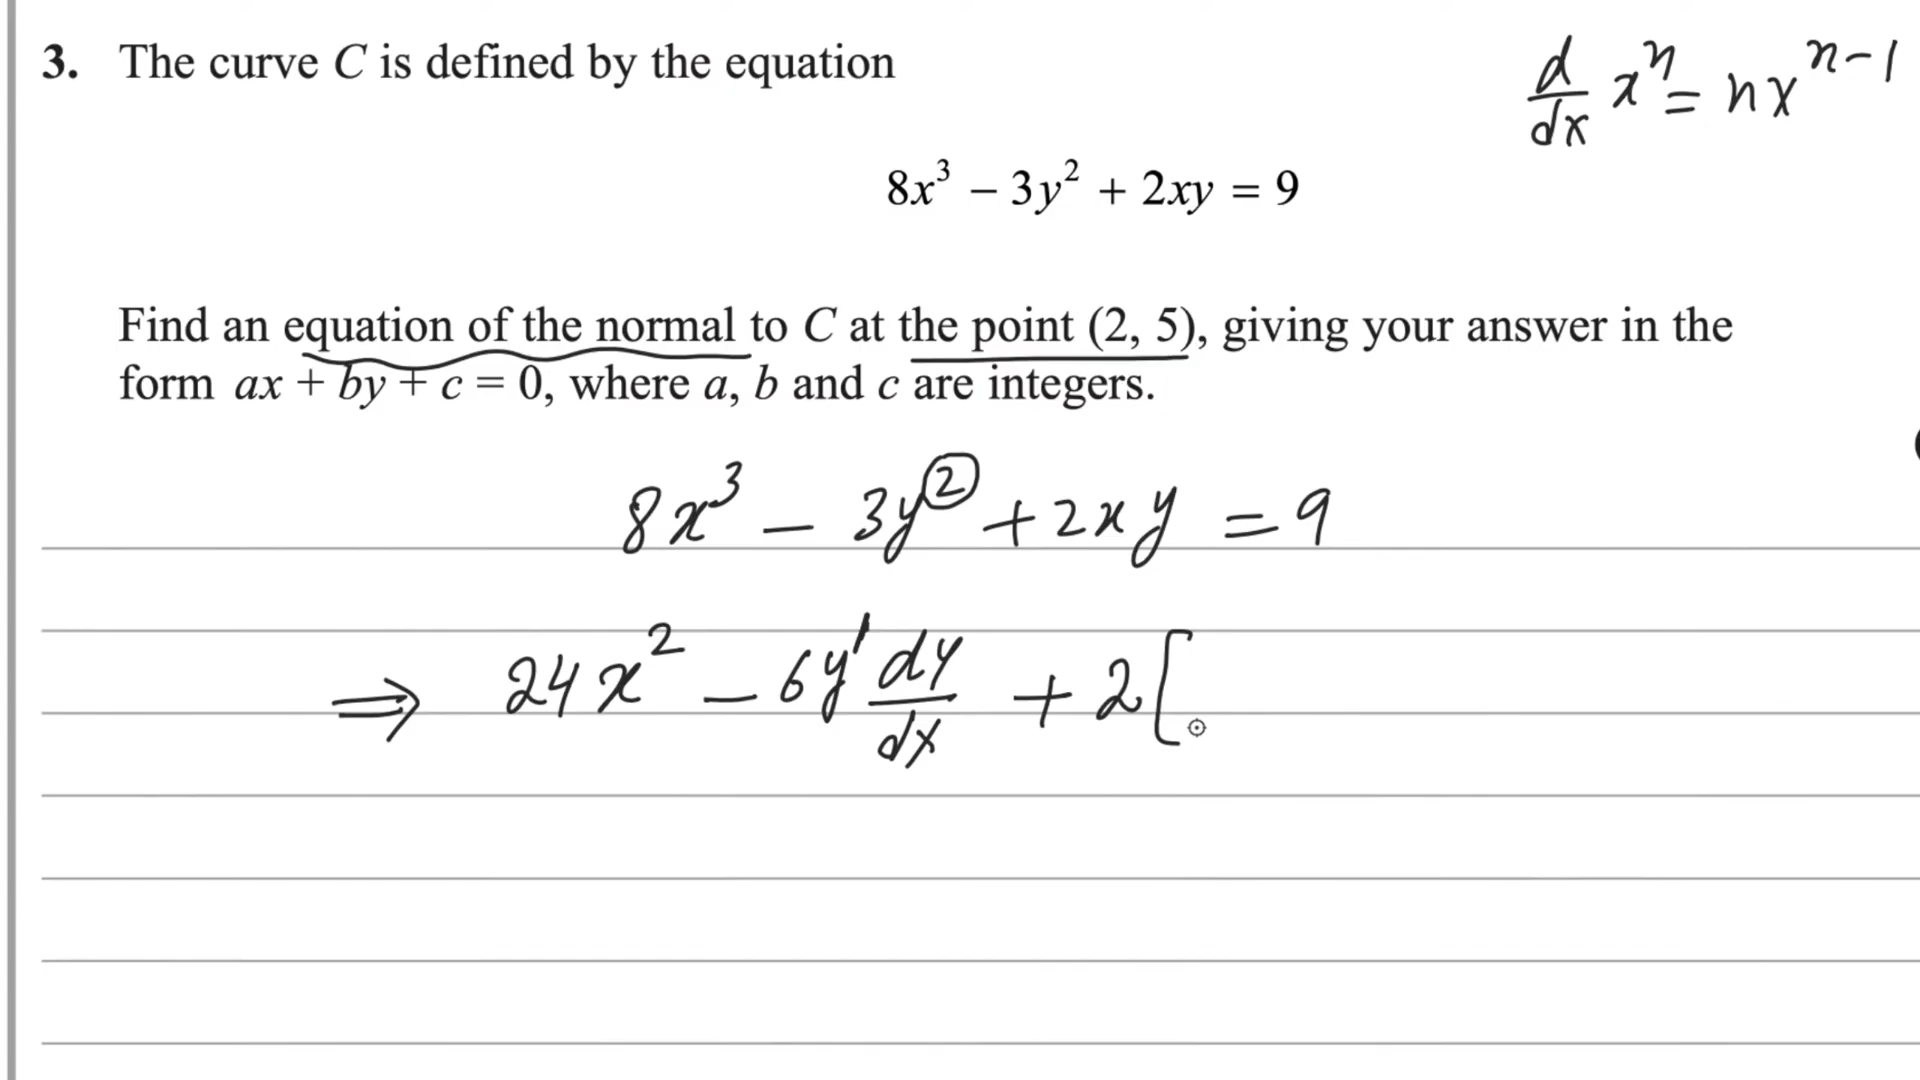 3. The curve C is defined by the equation
d/dx xⁿ = nxⁿ⁻¹
8x³ − 3y² + 2xy = 9
Find an equation of the normal to C at the point (2, 5), giving your answer in the
form ax + by + c = 0, where a, b and c are integers.
8x³ − 3y² + 2xy = 9
⇒ 24x² − 6y¹ dy/dx + 2[